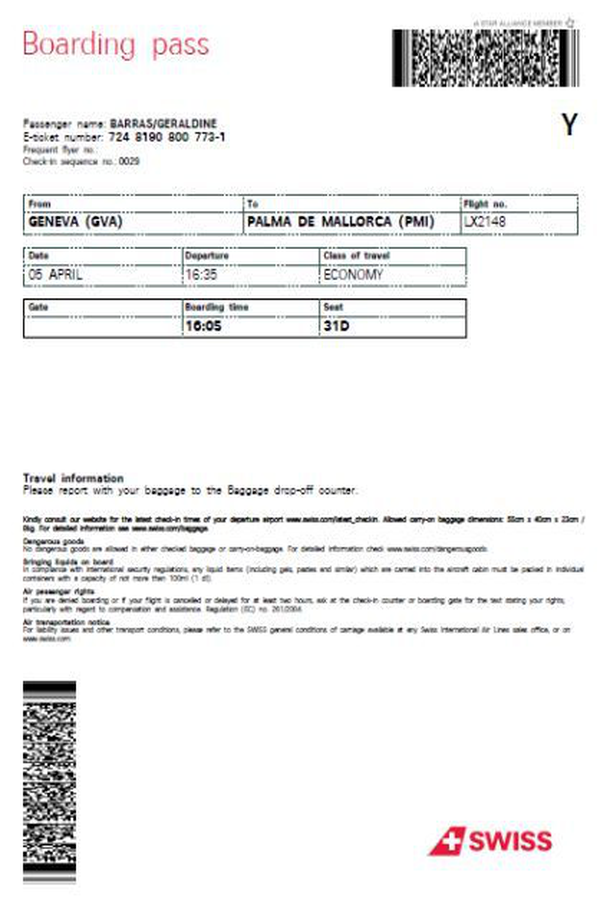 A STAR ALLIANCE MEMBER
Boarding pass
Y
Passenger name: BARRAS/GERALDINE
E-ticket number: 724 8190 800 773-1
Frequent flyer no.:
Check-in sequence no.: 0029
From To Flight no.
GENEVA (GVA) PALMA DE MALLORCA (PMI) LX2148
Date Departure Class of travel
05 APRIL 16:35 ECONOMY
Gate Boarding time Seat
16:05 31D
Travel information
Please report with your baggage to the Baggage drop-off counter.
Kindly consult our website for the latest check-in times of your departure airport www.swiss.com/latest_checkin. Allowed carry-on baggage dimensions: 55cm x 40cm x 23cm /
8kg. For detailed information see www.swiss.com/baggage.
Dangerous goods
No dangerous goods are allowed in either checked baggage or carry-on-baggage. For detailed information check www.swiss.com/dangerousgoods.
Bringing liquids on board
In compliance with international security regulations, any liquid items (including gels, pastes and similar) which are carried into the aircraft cabin must be packed in individual
containers with a capacity of not more than 100ml (1 dl).
Air passenger rights
If you are denied boarding or if your flight is cancelled or delayed for at least two hours, ask at the check-in counter or boarding gate for the text stating your rights,
particularly with regard to compensation and assistance. Regulation (EC) no. 261/2004.
Air transportation notice
For liability issues and other transport conditions, please refer to the SWISS general conditions of carriage available at any Swiss International Air Lines sales office, or on
www.swiss.com.
SWISS